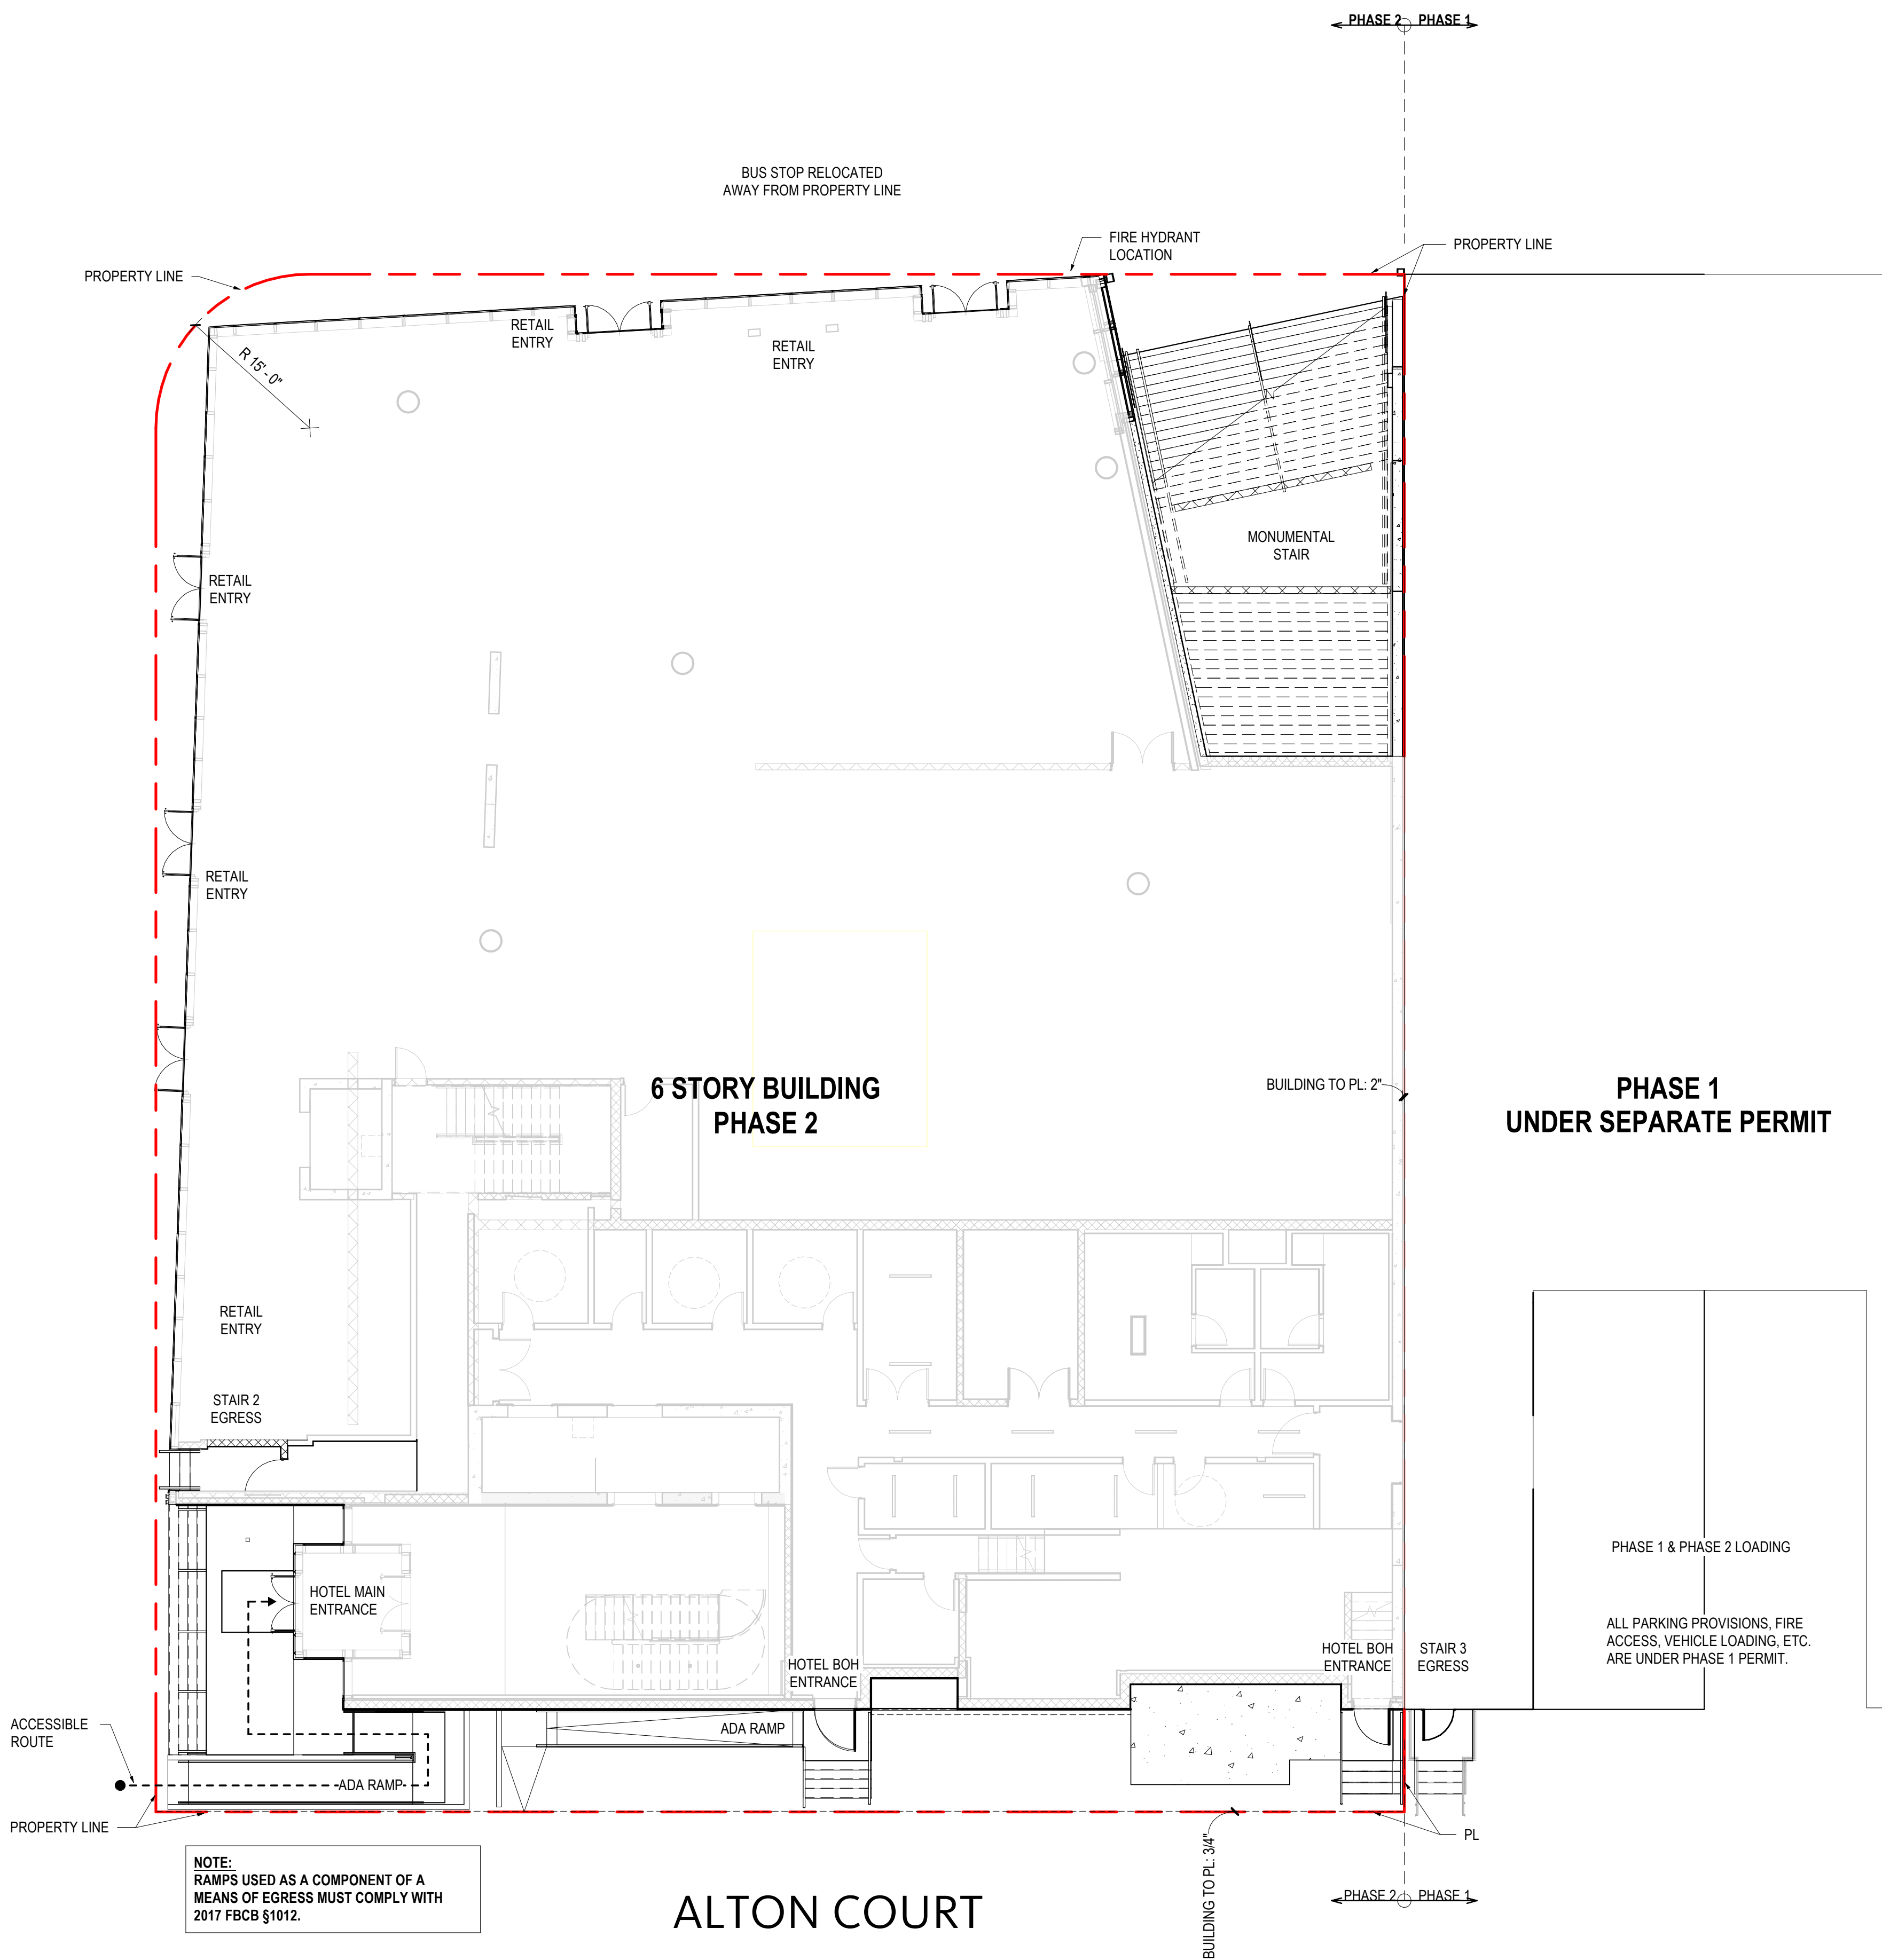 PHASE 2
PHASE 1
BUS STOP RELOCATED
AWAY FROM PROPERTY LINE
FIRE HYDRANT
LOCATION
PROPERTY LINE
PROPERTY LINE
RETAIL
ENTRY
RETAIL
ENTRY
R 15' - 0"
MONUMENTAL
STAIR
RETAIL
ENTRY
RETAIL
ENTRY
6 STORY BUILDING
PHASE 2
BUILDING TO PL: 2"
PHASE 1
UNDER SEPARATE PERMIT
RETAIL
ENTRY
STAIR 2
EGRESS
PHASE 1 & PHASE 2 LOADING
HOTEL MAIN
ENTRANCE
ALL PARKING PROVISIONS, FIRE
ACCESS, VEHICLE LOADING, ETC.
ARE UNDER PHASE 1 PERMIT.
HOTEL BOH
ENTRANCE
HOTEL BOH
ENTRANCE
STAIR 3
EGRESS
ACCESSIBLE
ROUTE
ADA RAMP
ADA RAMP
PROPERTY LINE
PL
BUILDING TO PL: 3/4"
NOTE:
RAMPS USED AS A COMPONENT OF A
MEANS OF EGRESS MUST COMPLY WITH
2017 FBCB §1012.
ALTON COURT
PHASE 2
PHASE 1